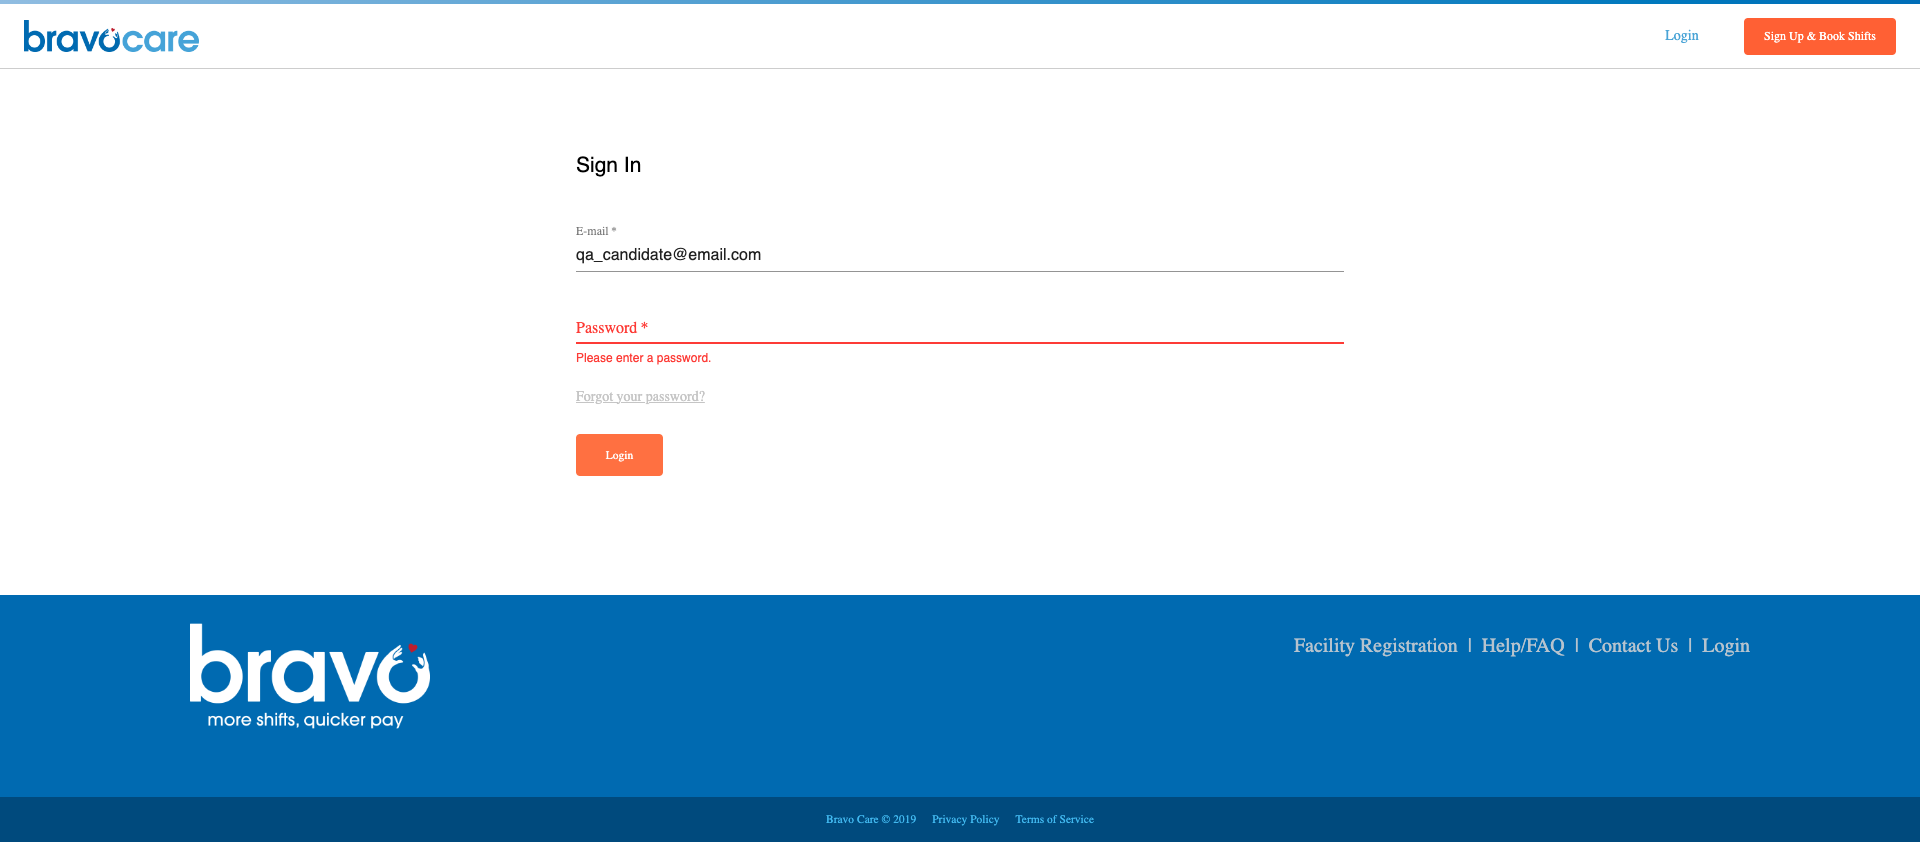 bravocare
Login
Sign Up & Book Shifts
Sign In
E-mail *
qa_candidate@email.com
Password *
Please enter a password.
Forgot your password?
Login
bravo
more shifts, quicker pay
Facility Registration | Help/FAQ | Contact Us | Login
Bravo Care © 2019 Privacy Policy Terms of Service